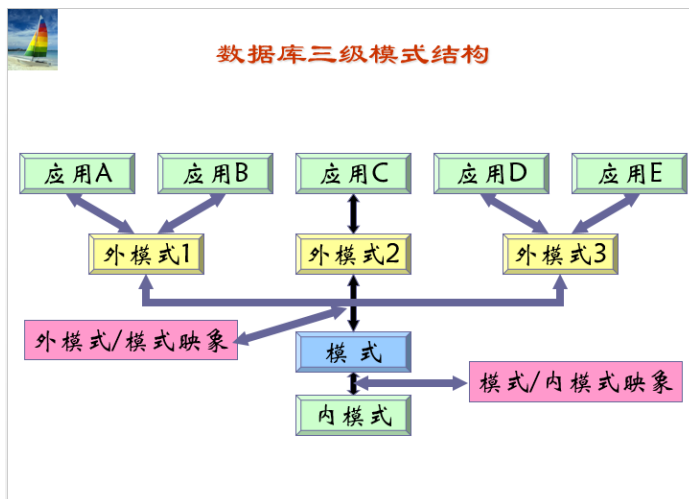 数据库三级模式结构
应用A
应用B
应用C
应用D
应用E
外模式1
外模式2
外模式3
外模式/模式映象
模 式
模式/内模式映象
内模式